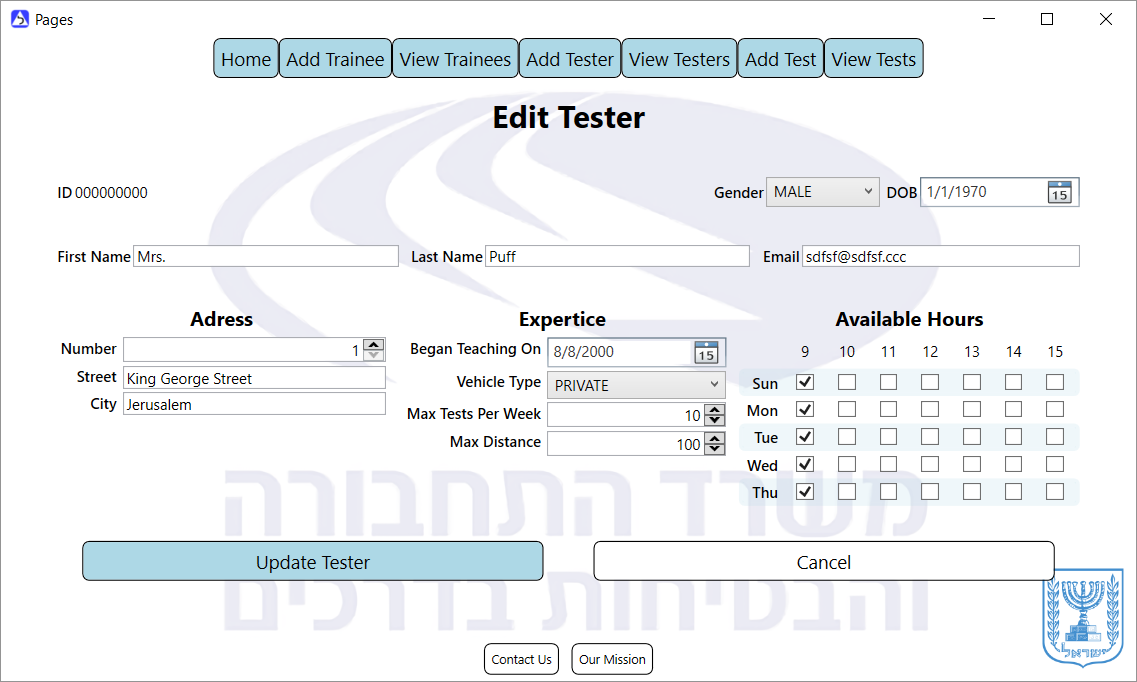 Pages
Home Add Trainee View Trainees Add Tester View Testers Add Test View Tests
Edit Tester
ID 000000000 Gender MALE DOB 1/1/1970 15
First Name Mrs. Last Name Puff Email sdfsf@sdfsf.ccc
Adress
Number 1
Street King George Street
City Jerusalem
Expertice
Began Teaching On 8/8/2000 15
Vehicle Type PRIVATE
Max Tests Per Week 10
Max Distance 100
Available Hours
9 10 11 12 13 14 15
Sun
Mon
Tue
Wed
Thu
משרד התחבורה
והבטיחות בדרכים
Update Tester Cancel
ישראל
Contact Us Our Mission